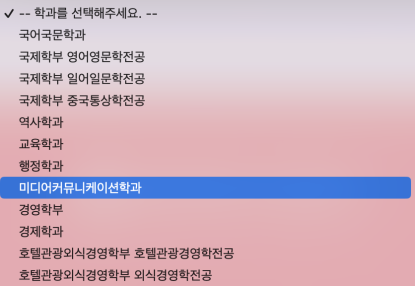 -- 학과를 선택해주세요. --
국어국문학과
국제학부 영어영문학전공
국제학부 일어일문학전공
국제학부 중국통상학전공
역사학과
교육학과
행정학과
미디어커뮤니케이션학과
경영학부
경제학과
호텔관광외식경영학부 호텔관광경영학전공
호텔관광외식경영학부 외식경영학전공